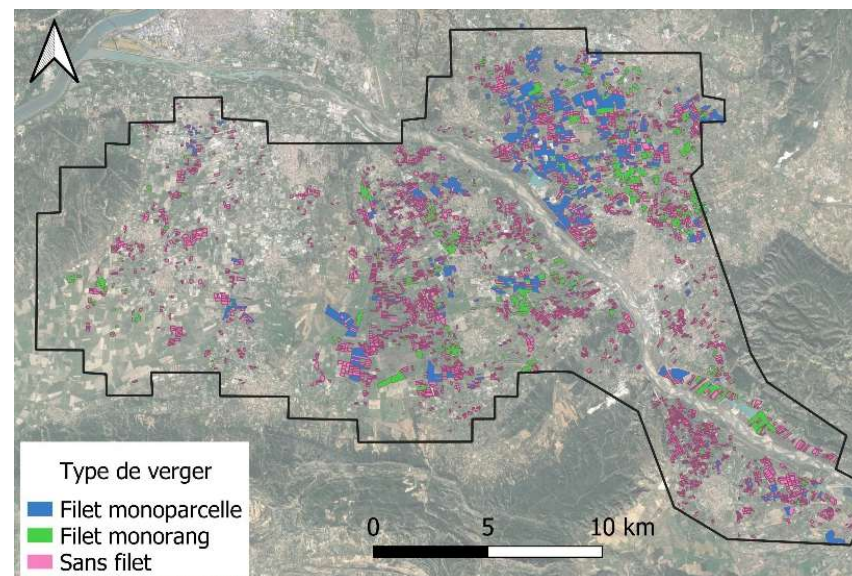 Type de verger
Filet monoparcelle
Filet monorang
Sans filet
0 5 10 km